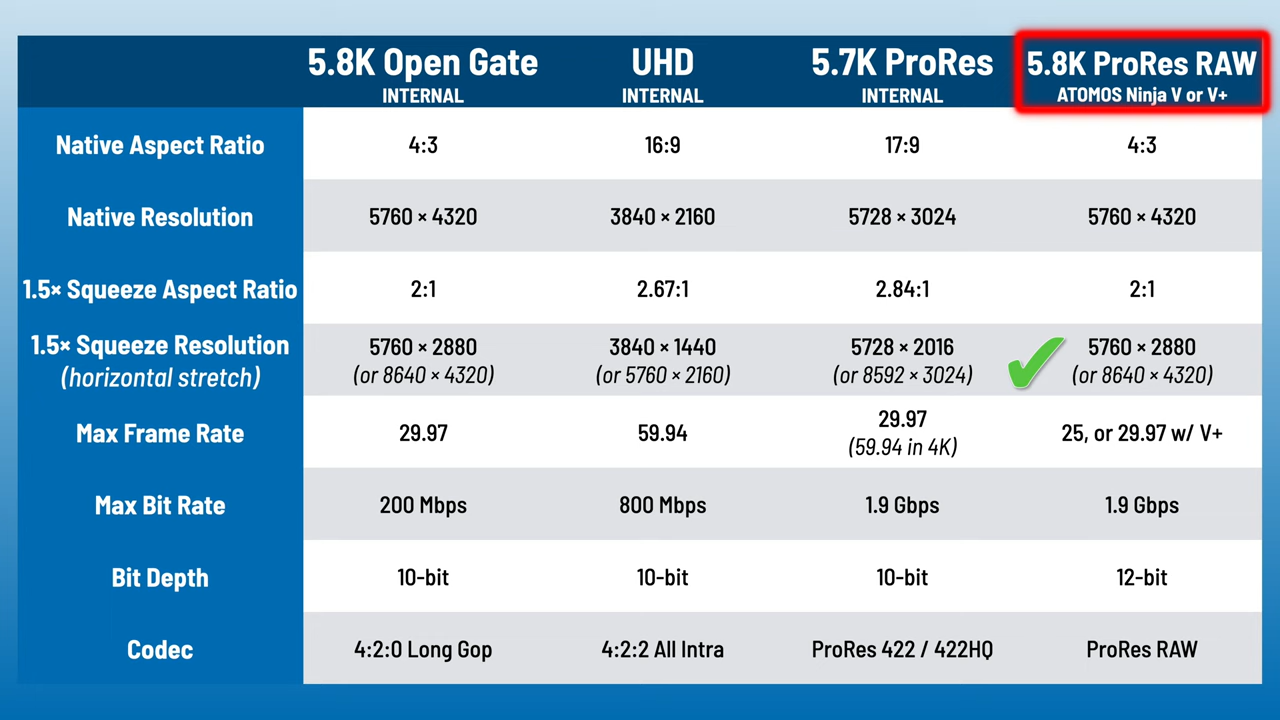 5.8K Open Gate UHD 5.7K ProRes 5.8K ProRes RAW
INTERNAL INTERNAL INTERNAL ATOMOS Ninja V or V+
Native Aspect Ratio 4:3 16:9 17:9 4:3
Native Resolution 5760 × 4320 3840 × 2160 5728 × 3024 5760 × 4320
1.5× Squeeze Aspect Ratio 2:1 2.67:1 2.84:1 2:1
1.5× Squeeze Resolution 5760 × 2880 3840 × 1440 5728 × 2016 5760 × 2880
(horizontal stretch) (or 8640 × 4320) (or 5760 × 2160) (or 8592 × 3024) (or 8640 × 4320)
Max Frame Rate 29.97 59.94 29.97 25, or 29.97 w/ V+
(59.94 in 4K)
Max Bit Rate 200 Mbps 800 Mbps 1.9 Gbps 1.9 Gbps
Bit Depth 10-bit 10-bit 10-bit 12-bit
Codec 4:2:0 Long Gop 4:2:2 All Intra ProRes 422 / 422HQ ProRes RAW